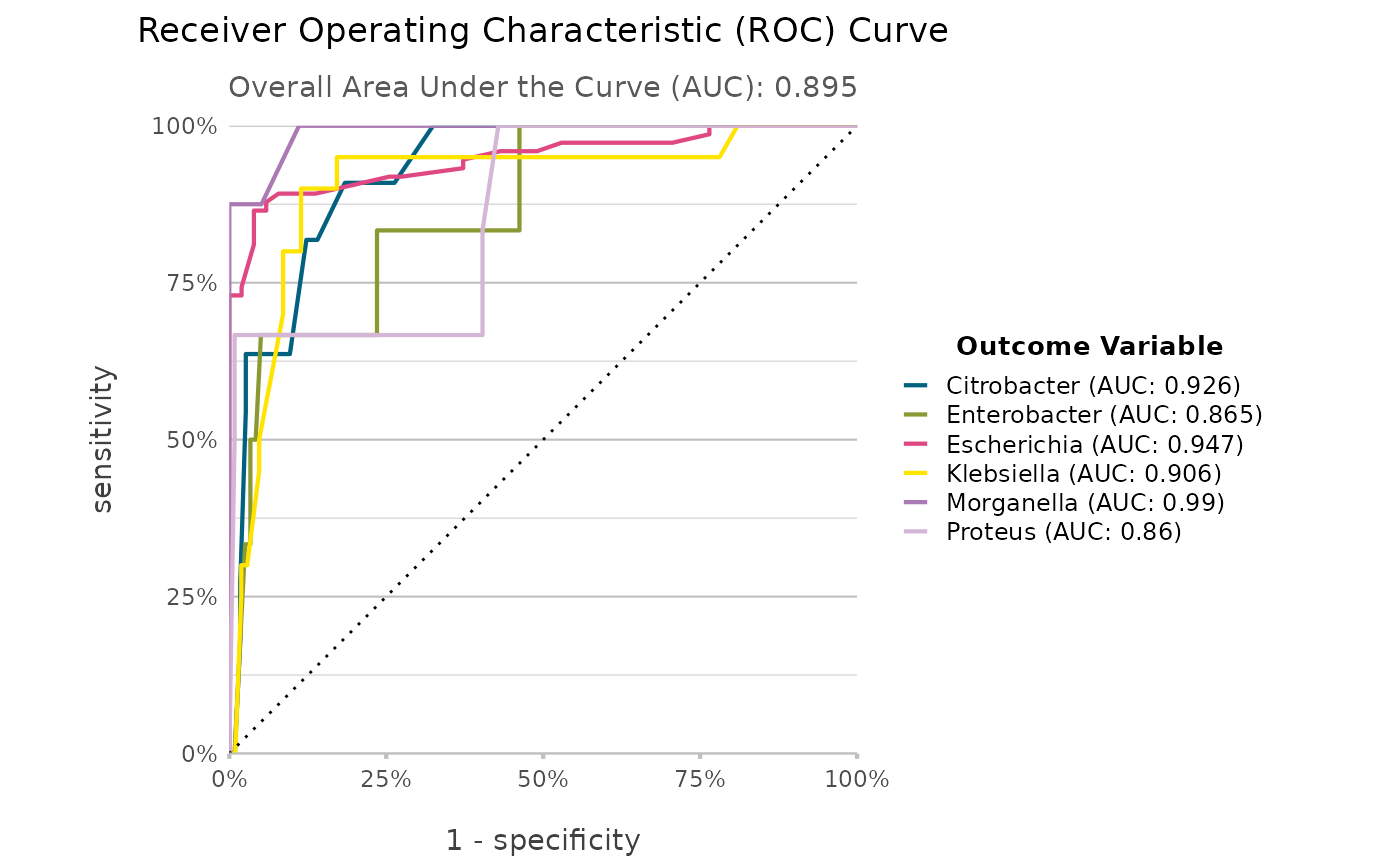 Receiver Operating Characteristic (ROC) Curve
Overall Area Under the Curve (AUC): 0.895
100%
75%
50%
25%
0%
0%
25%
50%
75%
100%
sensitivity
1 - specificity
Outcome Variable
Citrobacter (AUC: 0.926)
Enterobacter (AUC: 0.865)
Escherichia (AUC: 0.947)
Klebsiella (AUC: 0.906)
Morganella (AUC: 0.99)
Proteus (AUC: 0.86)